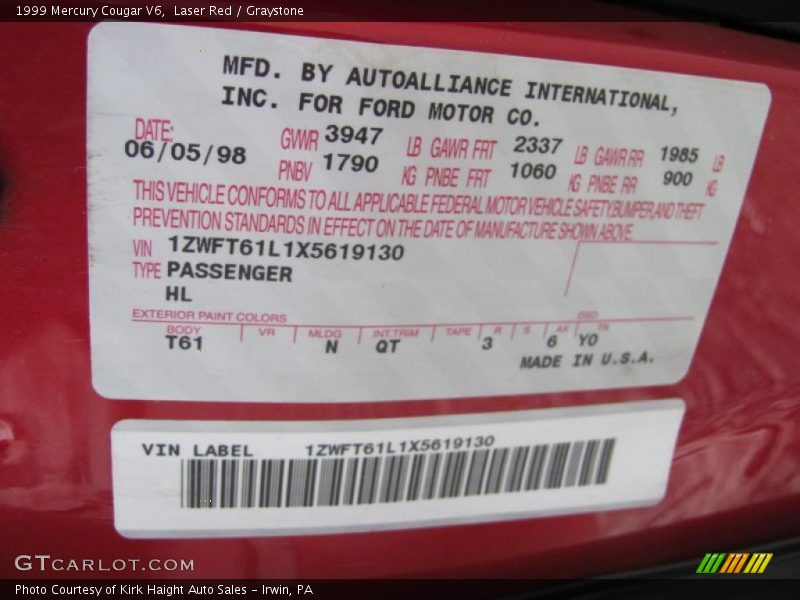 1999 Mercury Cougar V6, Laser Red / Graystone
MFD. BY AUTOALLIANCE INTERNATIONAL,
INC. FOR FORD MOTOR CO.
DATE: GWWR 3947 LB GAWR FRT 2337 LB GAWR RR 1985 LB
06/05/98 PNBV 1790 KG PNBE FRT 1060 KG PNBE RR 900 KG
THIS VEHICLE CONFORMS TO ALL APPLICABLE FEDERAL MOTOR VEHICLE SAFETY,BUMPER,AND THEFT
PREVENTION STANDARDS IN EFFECT ON THE DATE OF MANUFACTURE SHOWN ABOVE.
VIN 1ZWFT61L1X5619130
TYPE PASSENGER
HL
EXTERIOR PAINT COLORS DSO
BODY VR MLDG INT TRIM TAPE R S AX TR
T61 N QT 3 6 YO
MADE IN U.S.A.
VIN LABEL 1ZWFT61L1X5619130
GTCARLOT.COM
Photo Courtesy of Kirk Haight Auto Sales - Irwin, PA